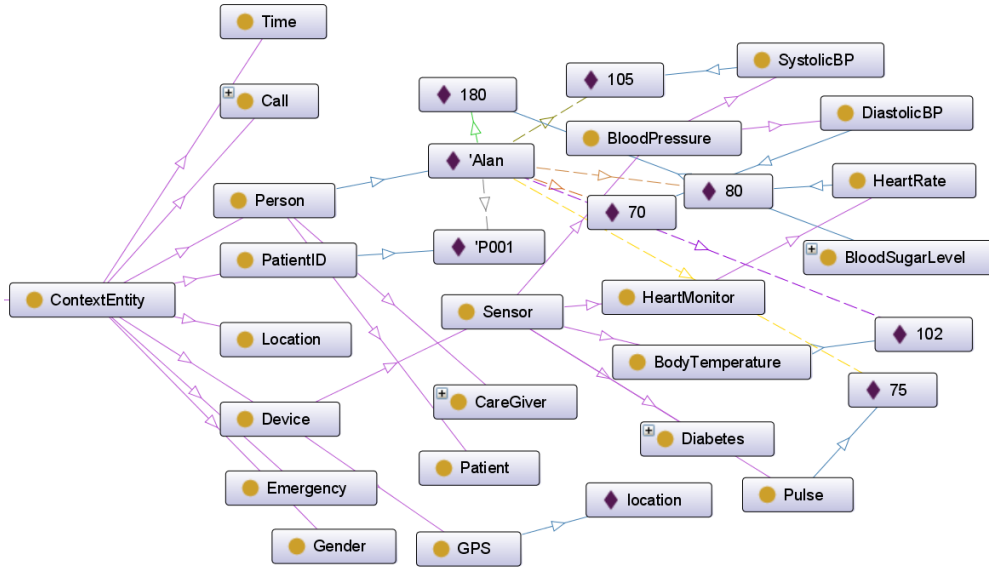 Time
SystolicBP
105
180
Call
DiastolicBP
BloodPressure
'Alan
HeartRate
80
Person
70
'P001
PatientID
BloodSugarLevel
ContextEntity
HeartMonitor
Sensor
102
Location
BodyTemperature
75
CareGiver
Device
Diabetes
Patient
Emergency
Pulse
location
Gender
GPS